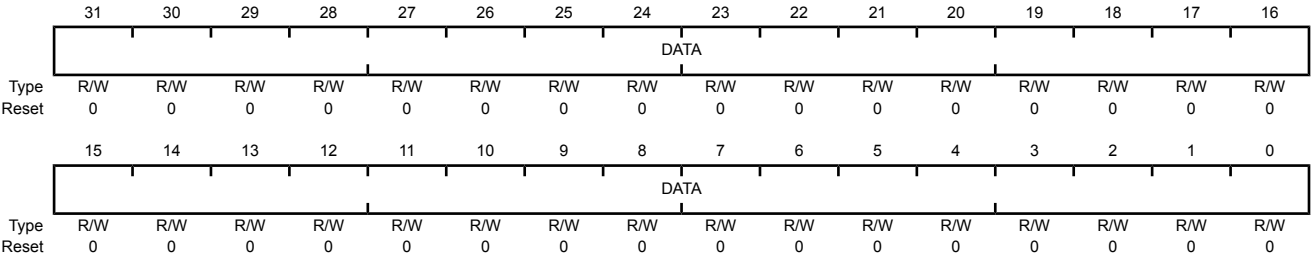 31 30 29 28 27 26 25 24 23 22 21 20 19 18 17 16
DATA
Type R/W R/W R/W R/W R/W R/W R/W R/W R/W R/W R/W R/W R/W R/W R/W R/W
Reset 0 0 0 0 0 0 0 0 0 0 0 0 0 0 0 0
15 14 13 12 11 10 9 8 7 6 5 4 3 2 1 0
DATA
Type R/W R/W R/W R/W R/W R/W R/W R/W R/W R/W R/W R/W R/W R/W R/W R/W
Reset 0 0 0 0 0 0 0 0 0 0 0 0 0 0 0 0